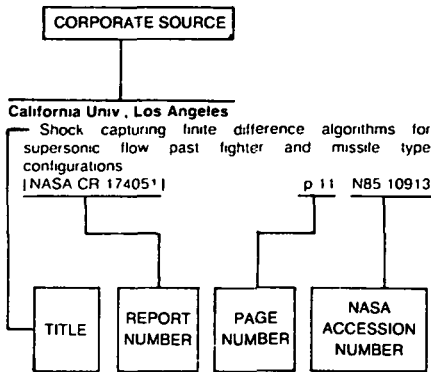 CORPORATE SOURCE
California Univ, Los Angeles
Shock capturing finite difference algorithms for
supersonic flow past fighter and missile type
configurations
[NASA CR 174051] p 11 N85 10913
TITLE
REPORT
NUMBER
PAGE
NUMBER
NASA
ACCESSION
NUMBER